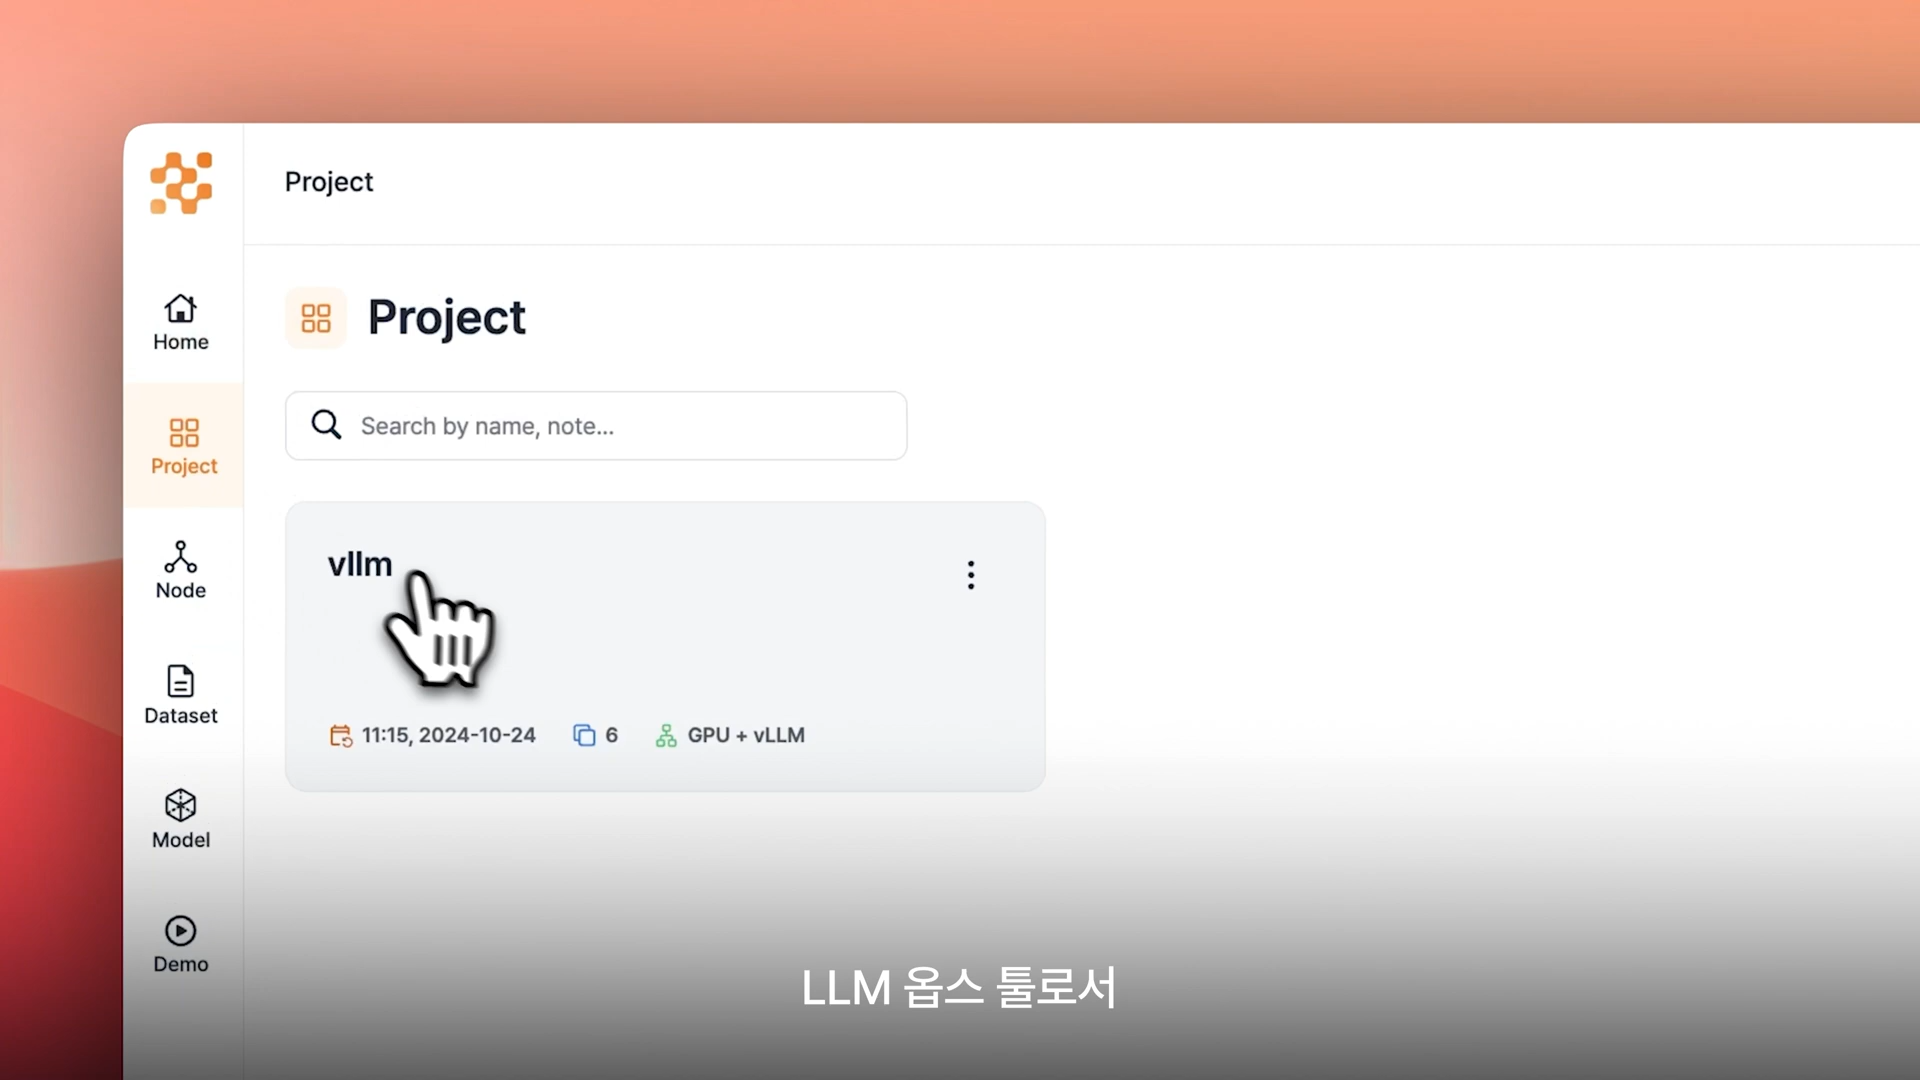 Project
Home
Project
Node
Dataset
Model
Demo
Project
Search by name, note...
vllm
11:15, 2024-10-24 6 GPU + vLLM
LLM 옵스 툴로서